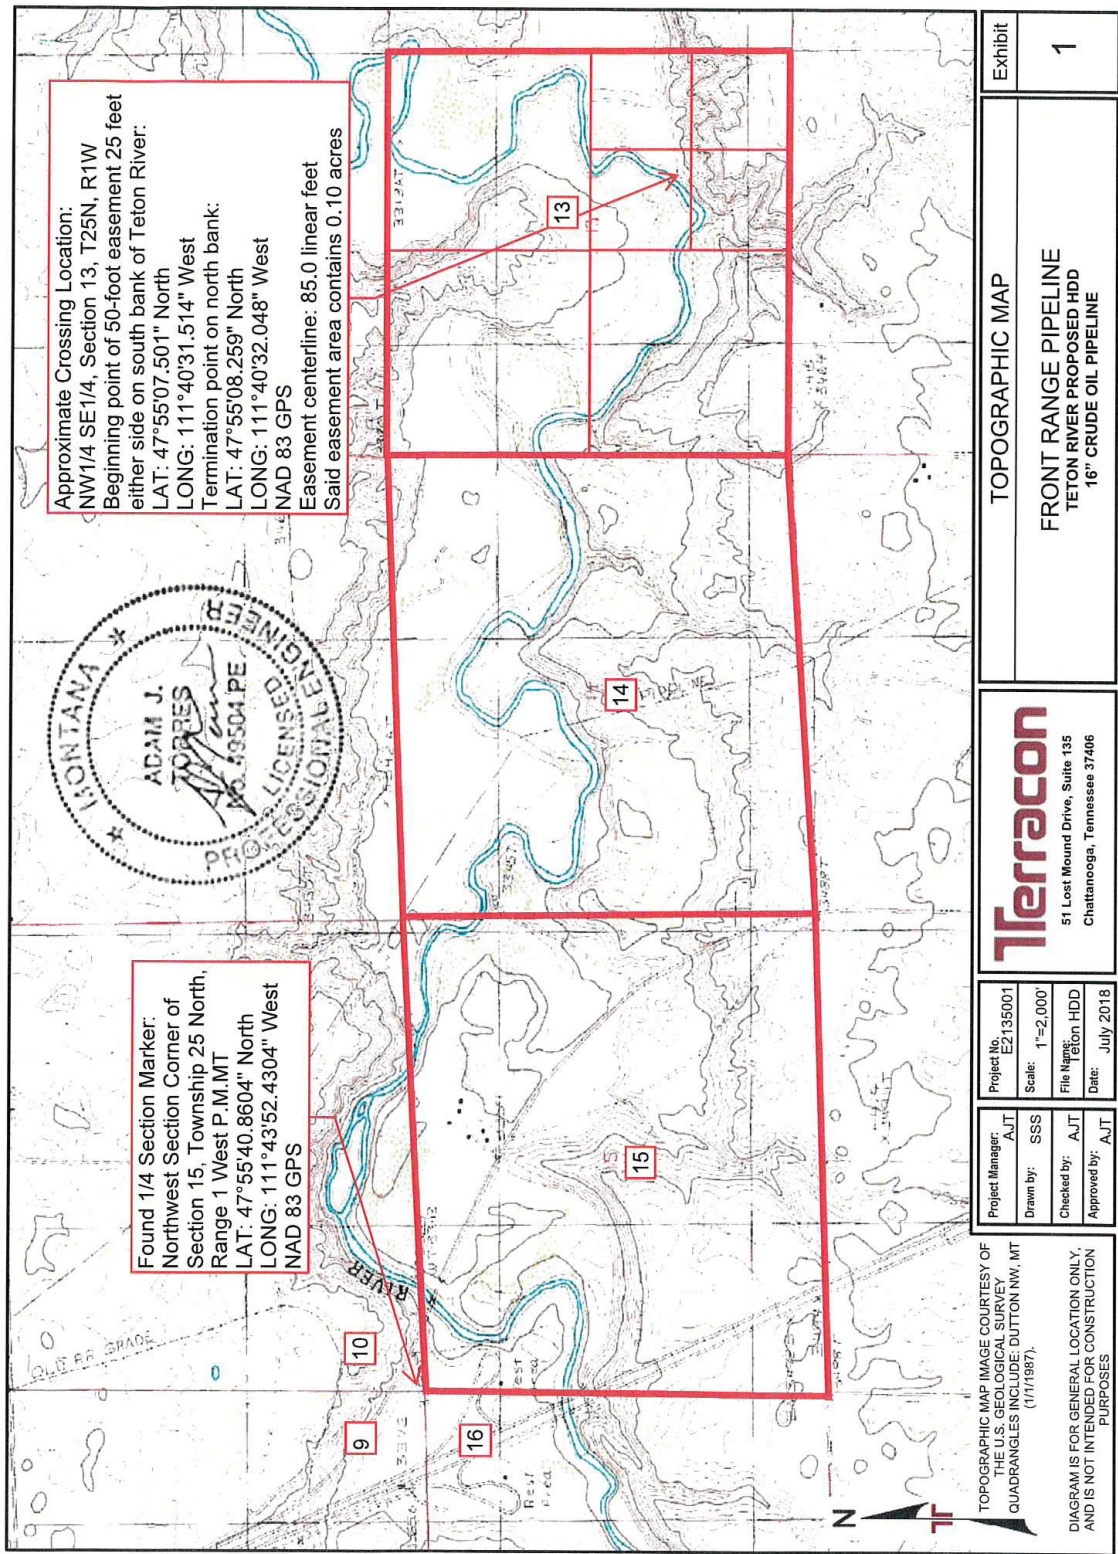 Found 1/4 Section Marker:
Northwest Section Corner of
Section 15, Township 25 North,
Range 1 West P.M.MT
LAT: 47°55'40.8604" North
LONG: 111°43'52.4304" West
NAD 83 GPS
MONTANA
ADAM J.
TORRES
No. 49504 PE
LICENSED
PROFESSIONAL ENGINEER
Approximate Crossing Location:
NW1/4 SE1/4, Section 13, T25N, R1W
Beginning point of 50-foot easement 25 feet
either side on south bank of Teton River:
LAT: 47°55'07.501" North
LONG: 111°40'31.514" West
Termination point on north bank:
LAT: 47°55'08.259" North
LONG: 111°40'32.048" West
NAD 83 GPS
Easement centerline: 85.0 linear feet
Said easement area contains 0.10 acres
OLD RR GRADE
RIVER
9
10
16
15
14
13
Rest
Area
Rest
Area
PIPELINE
N
TOPOGRAPHIC MAP IMAGE COURTESY OF
THE U.S. GEOLOGICAL SURVEY
QUADRANGLES INCLUDE: DUTTON NW, MT
(1/1/1987).
DIAGRAM IS FOR GENERAL LOCATION ONLY,
AND IS NOT INTENDED FOR CONSTRUCTION
PURPOSES
Project Manager: AJT
Drawn by: SSS
Checked by: AJT
Approved by: AJT
Project No. E2135001
Scale: 1"=2,000'
File Name: Teton HDD
Date: July 2018
Terracon
51 Lost Mound Drive, Suite 135
Chattanooga, Tennessee 37406
TOPOGRAPHIC MAP
FRONT RANGE PIPELINE
TETON RIVER PROPOSED HDD
16" CRUDE OIL PIPELINE
Exhibit
1